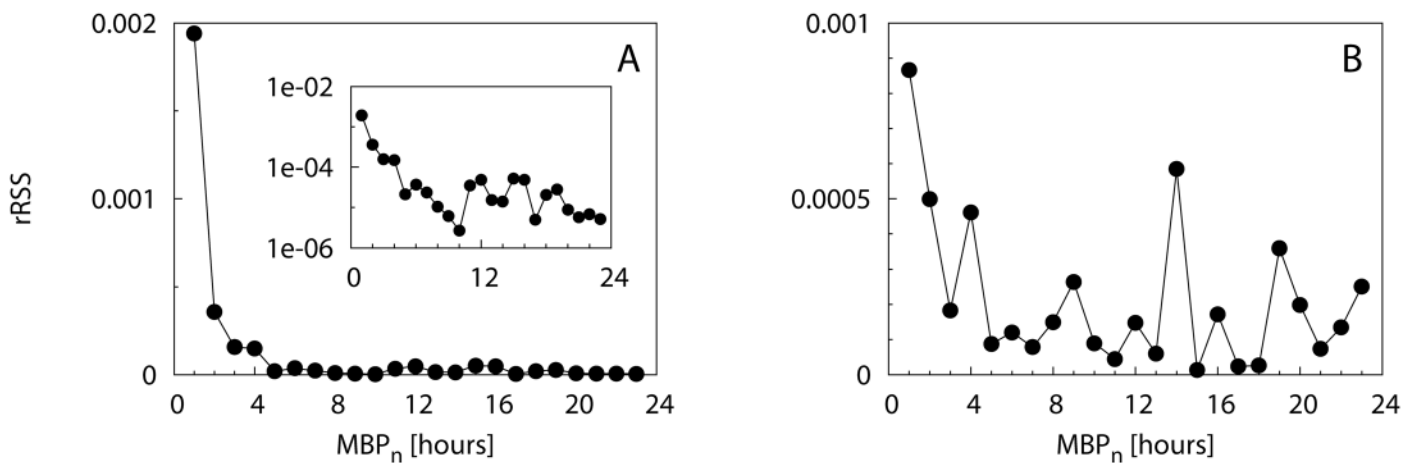 rRSS
A
0.002
0.001
0
0 4 8 12 16 20 24
MBPn [hours]
1e-02
1e-04
1e-06
0 12 24
B
0.001
0.0005
0
0 4 8 12 16 20 24
MBPn [hours]